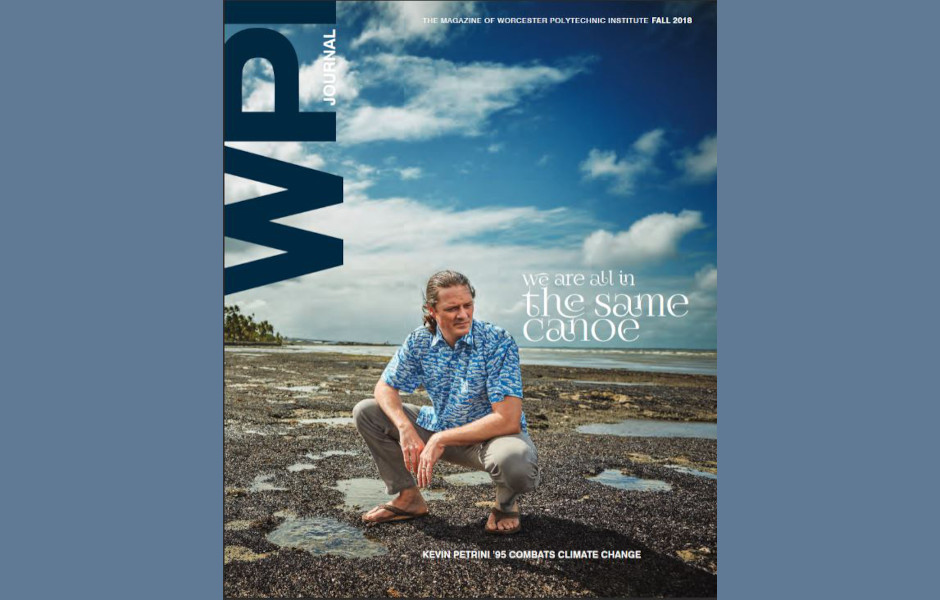 THE MAGAZINE OF WORCESTER POLYTECHNIC INSTITUTE FALL 2018
WPI
JOURNAL
we are all in
the same
canoe
KEVIN PETRINI '95 COMBATS CLIMATE CHANGE